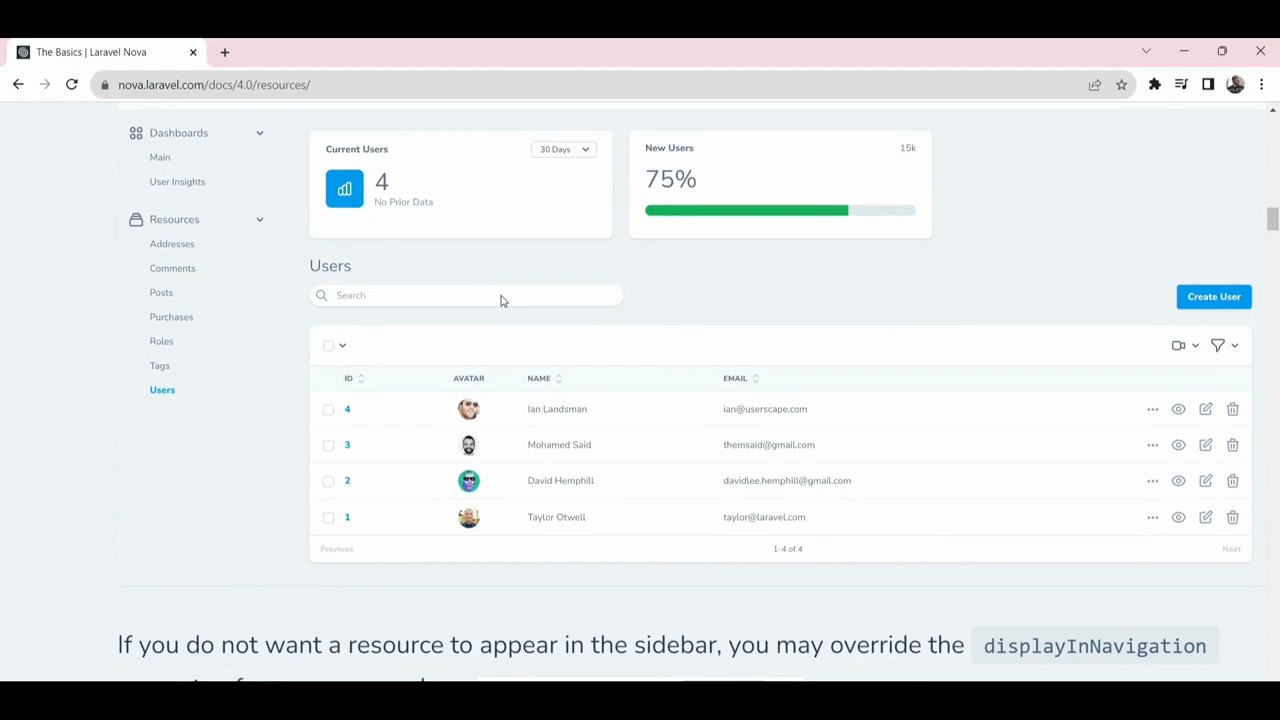 The Basics | Laravel Nova
nova.laravel.com/docs/4.0/resources/
Dashboards
Main
User Insights
Resources
Addresses
Comments
Posts
Purchases
Roles
Tags
Users
Current Users
30 Days
4
No Prior Data
New Users
15k
75%
Users
Search
Create User
ID AVATAR NAME EMAIL
4 Ian Landsman ian@userscape.com
3 Mohamed Said themsaid@gmail.com
2 David Hemphill davidlee.hemphill@gmail.com
1 Taylor Otwell taylor@laravel.com
Previous 1-4 of 4 Next
If you do not want a resource to appear in the sidebar, you may override the displayInNavigation